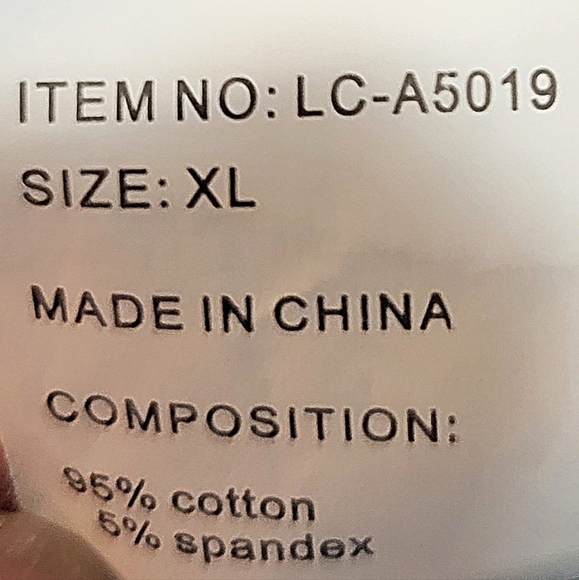 ITEM NO: LC-A5019
SIZE: XL
MADE IN CHINA
COMPOSITION:
95% cotton
5% spandex